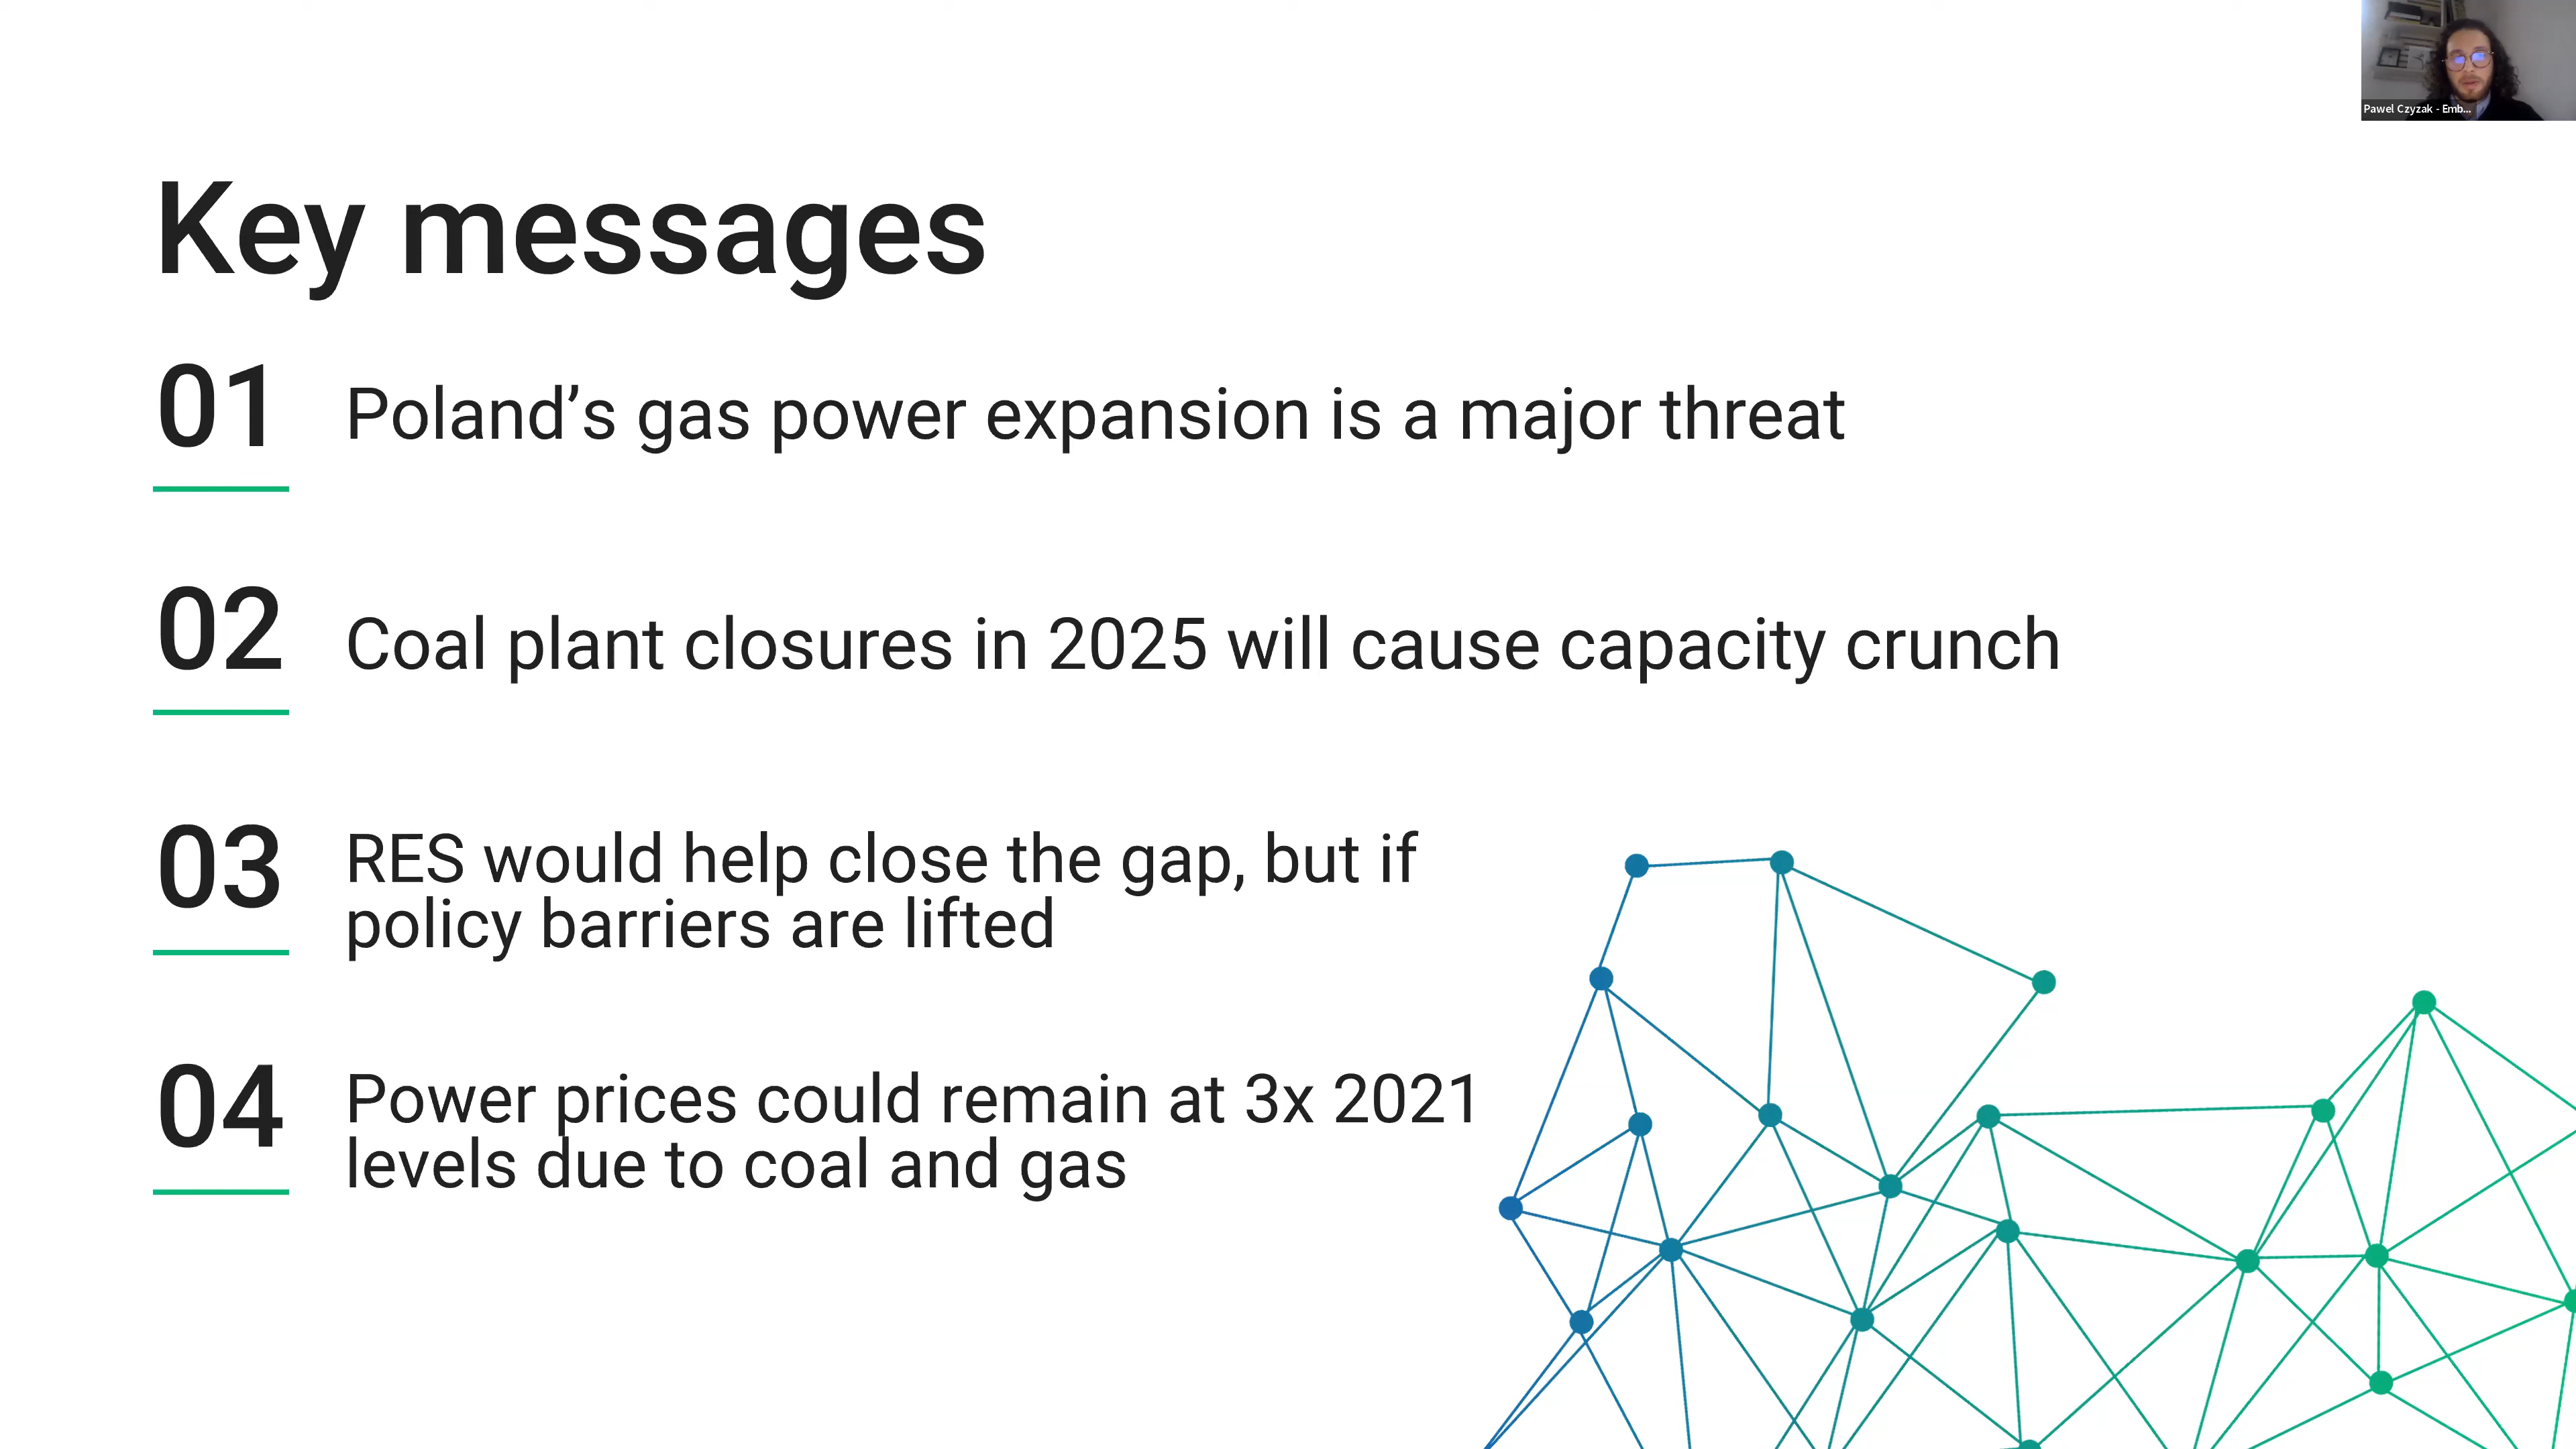 Pawel Czyzak - Emb...
Key messages
01
Poland’s gas power expansion is a major threat
02
Coal plant closures in 2025 will cause capacity crunch
03
RES would help close the gap, but if
policy barriers are lifted
04
Power prices could remain at 3x 2021
levels due to coal and gas